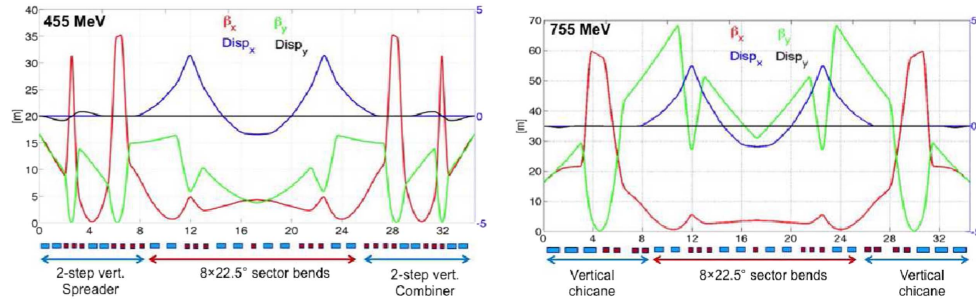 455 MeV
βx
βy
Dispx
Dispy
[m]
40
35
30
25
20
15
10
5
0
5
0
-5
0 4 8 12 16 20 24 28 32
2-step vert.
Spreader
8×22.5° sector bends
2-step vert.
Combiner
755 MeV
βx
βy
Dispx
Dispy
[m]
70
60
50
40
30
20
10
0
5
0
-5
0 4 8 12 16 20 24 28 32
Vertical
chicane
8×22.5° sector bends
Vertical
chicane